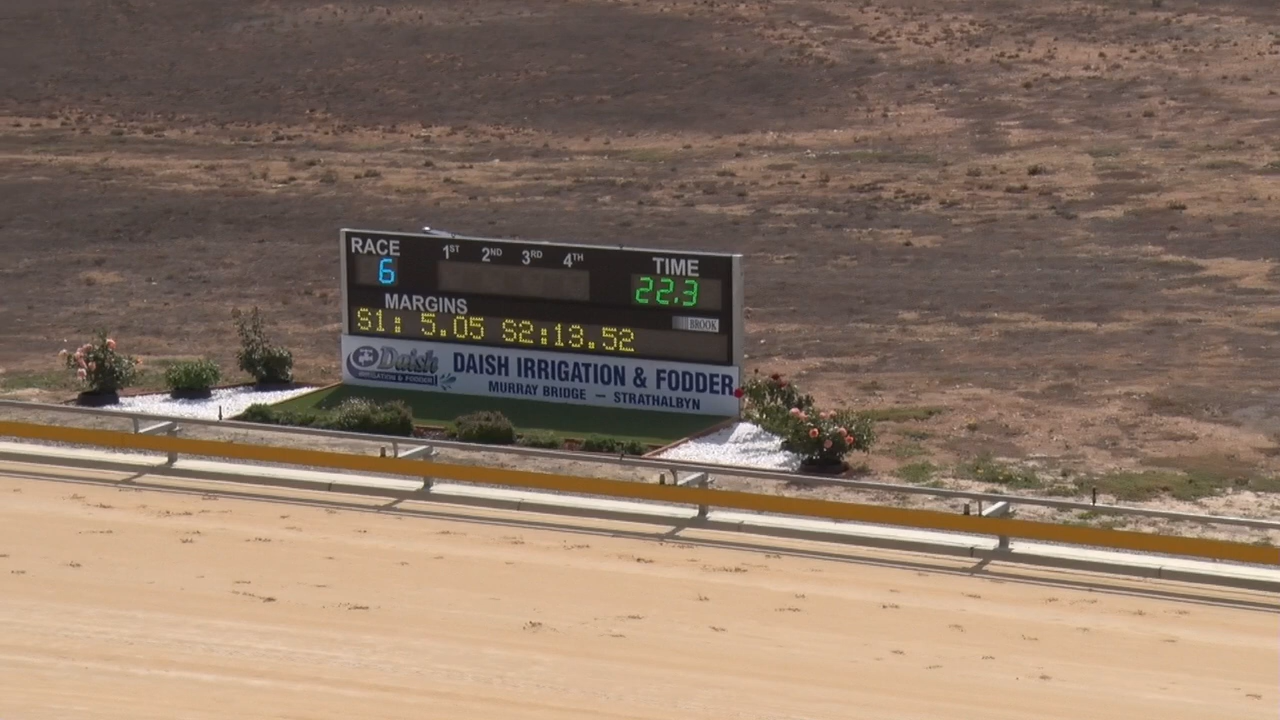 RACE 1ST 2ND 3RD 4TH TIME
6 22.3
MARGINS
BROOK
S1: 5.05 S2:13.52
Daish
IRRIGATION & FODDER
DAISH IRRIGATION & FODDER
MURRAY BRIDGE – STRATHALBYN